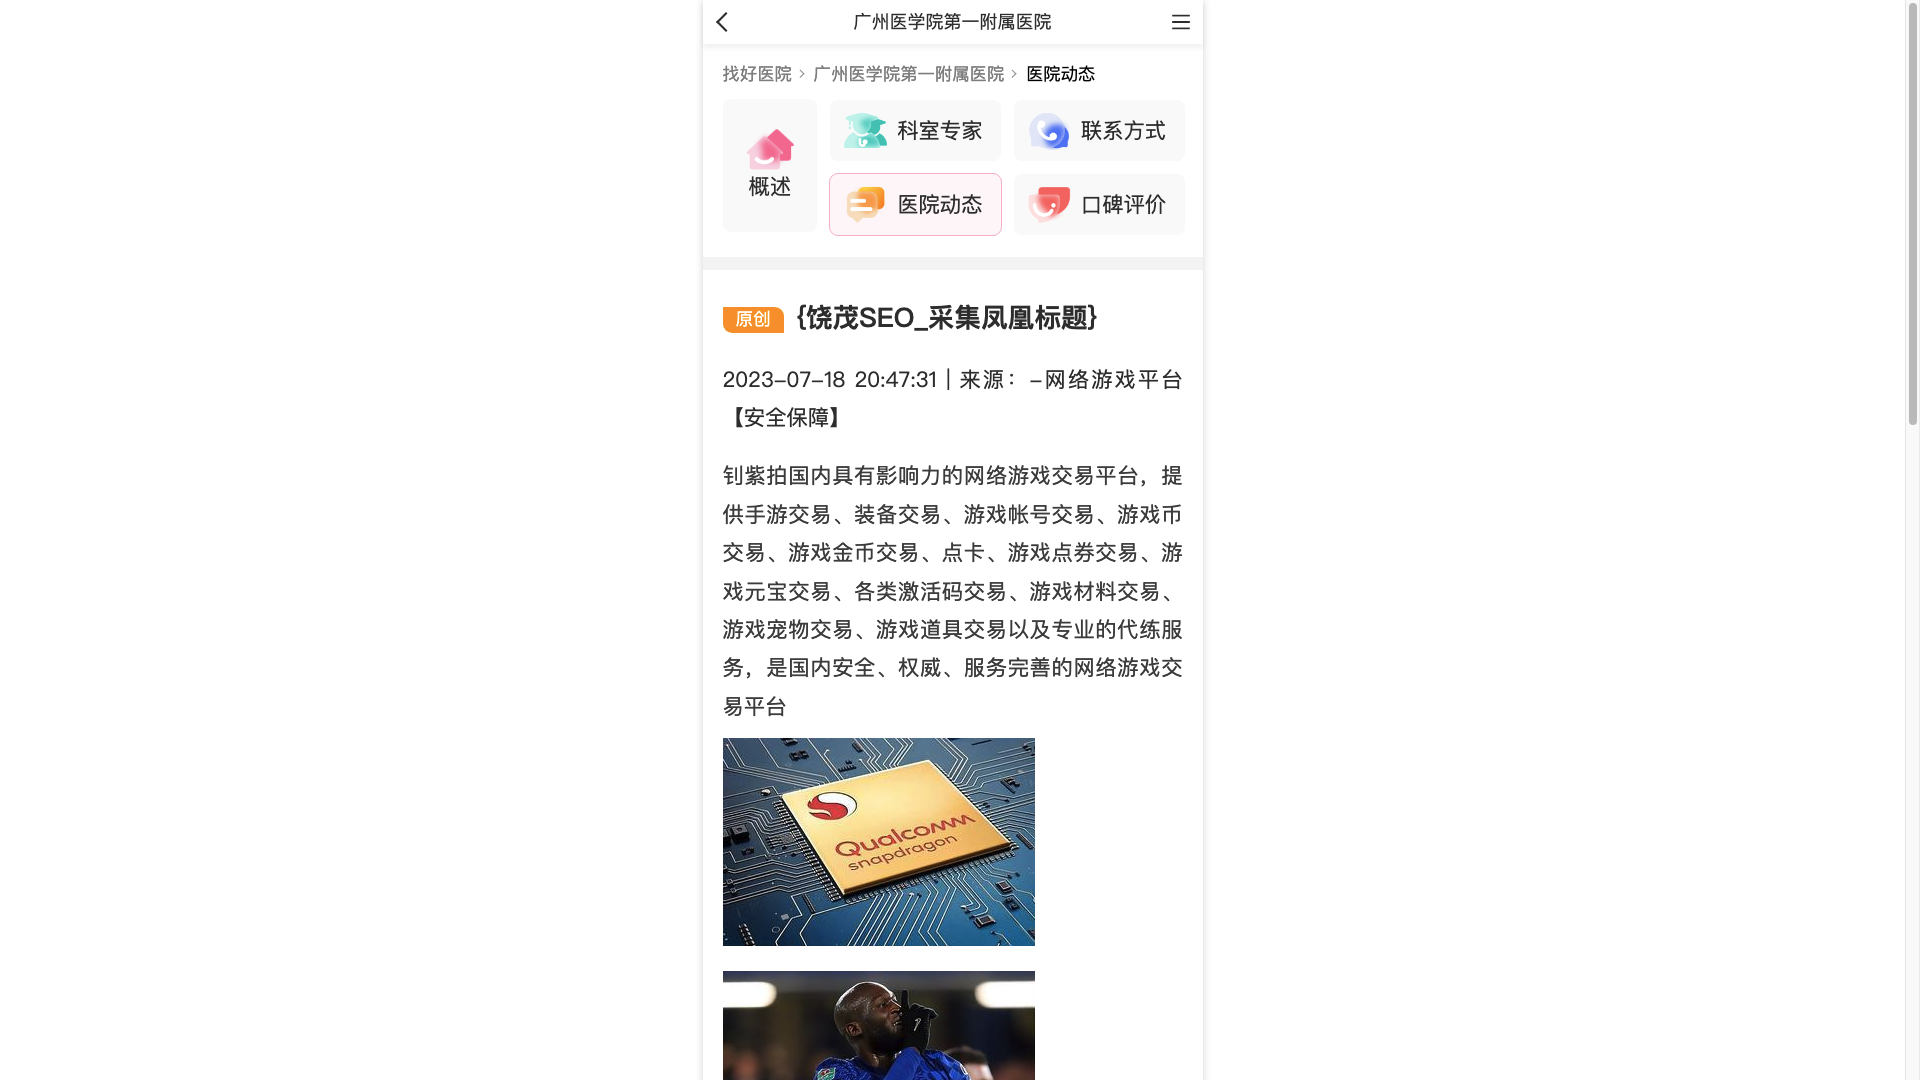 广州医学院第一附属医院
找好医院 > 广州医学院第一附属医院 > 医院动态
概述
科室专家
联系方式
医院动态
口碑评价
原创 {饶茂SEO_采集凤凰标题}
2023-07-18 20:47:31 | 来源：-网络游戏平台
【安全保障】
钊紫拍国内具有影响力的网络游戏交易平台，提
供手游交易、装备交易、游戏帐号交易、游戏币
交易、游戏金币交易、点卡、游戏点券交易、游
戏元宝交易、各类激活码交易、游戏材料交易、
游戏宠物交易、游戏道具交易以及专业的代练服
务，是国内安全、权威、服务完善的网络游戏交
易平台
Qualcomm
snapdragon